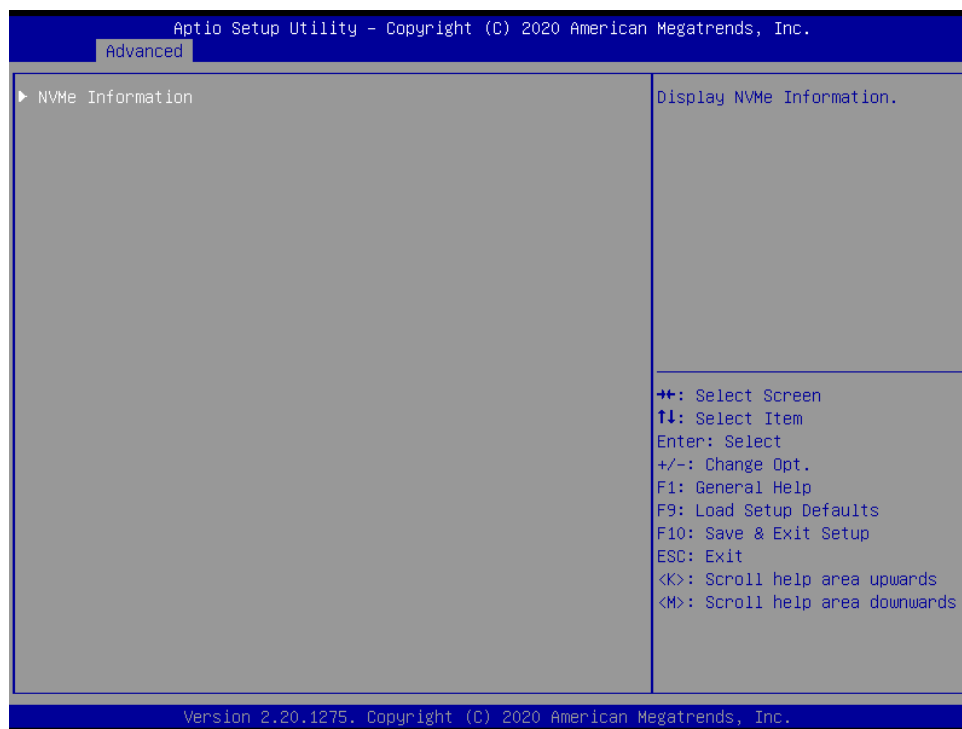 Aptio Setup Utility – Copyright (C) 2020 American Megatrends, Inc.
Advanced
▶ NVMe Information
Display NVMe Information.
→←: Select Screen
↑↓: Select Item
Enter: Select
+/-: Change Opt.
F1: General Help
F9: Load Setup Defaults
F10: Save & Exit Setup
ESC: Exit
<K>: Scroll help area upwards
<M>: Scroll help area downwards
Version 2.20.1275. Copyright (C) 2020 American Megatrends, Inc.